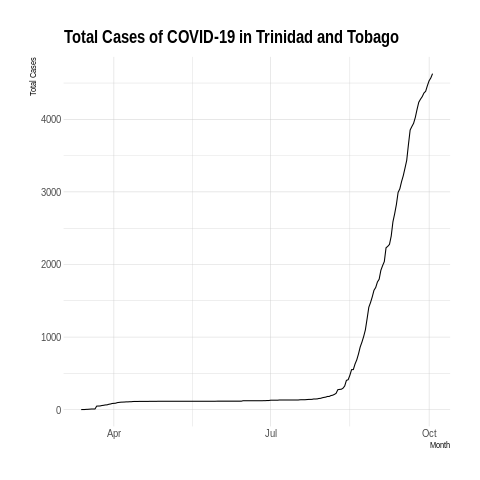 Total Cases of COVID-19 in Trinidad and Tobago
Total Cases
4000
3000
2000
1000
0
Apr
Jul
Oct
Month